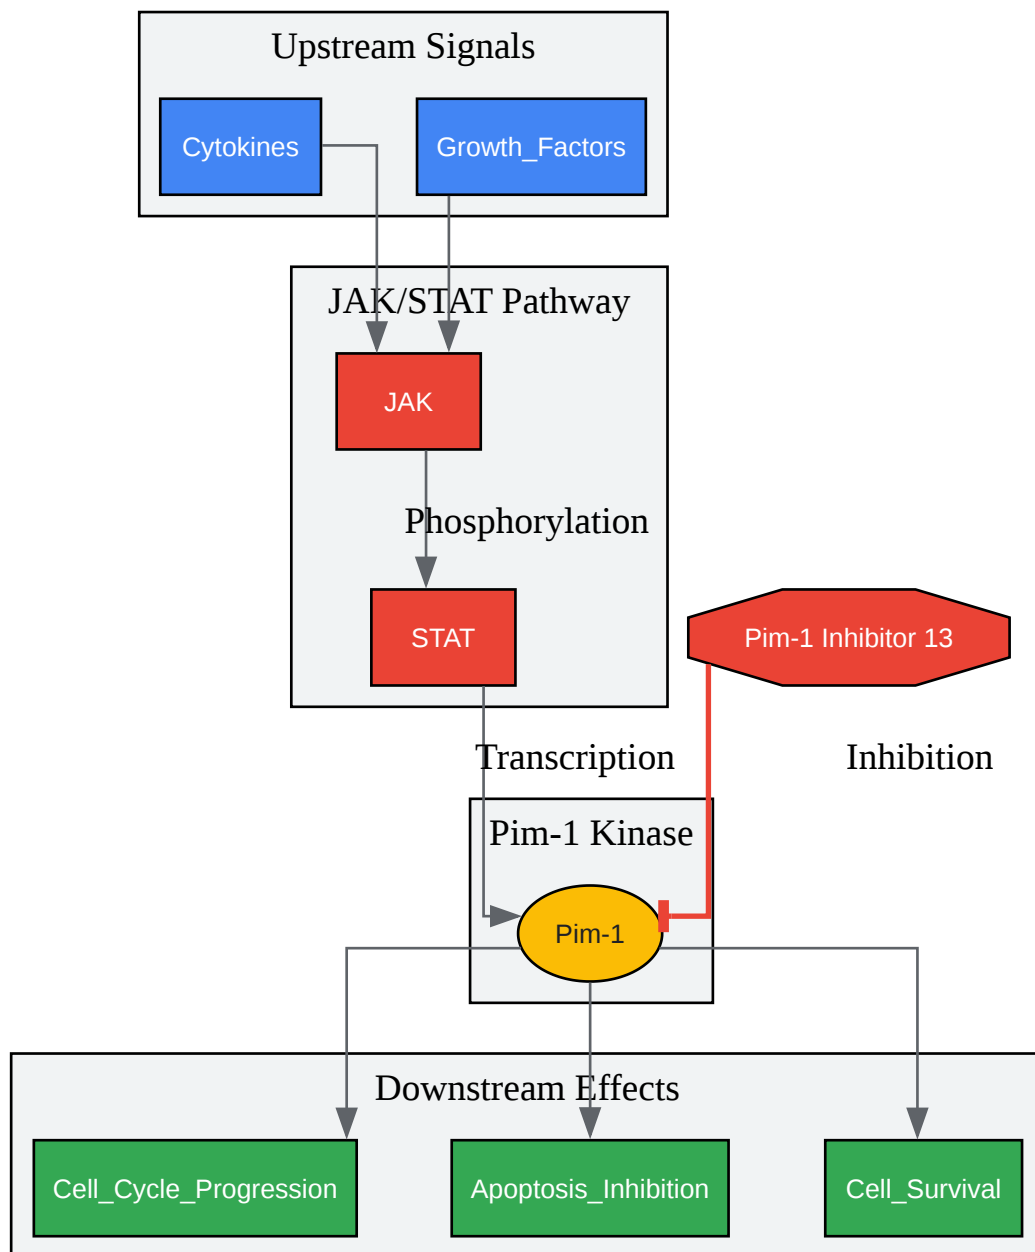 Upstream Signals
Cytokines
Growth_Factors
JAK/STAT Pathway
JAK
Phosphorylation
STAT
Pim-1 Inhibitor 13
Transcription
Inhibition
Pim-1 Kinase
Pim-1
Downstream Effects
Cell_Cycle_Progression
Apoptosis_Inhibition
Cell_Survival